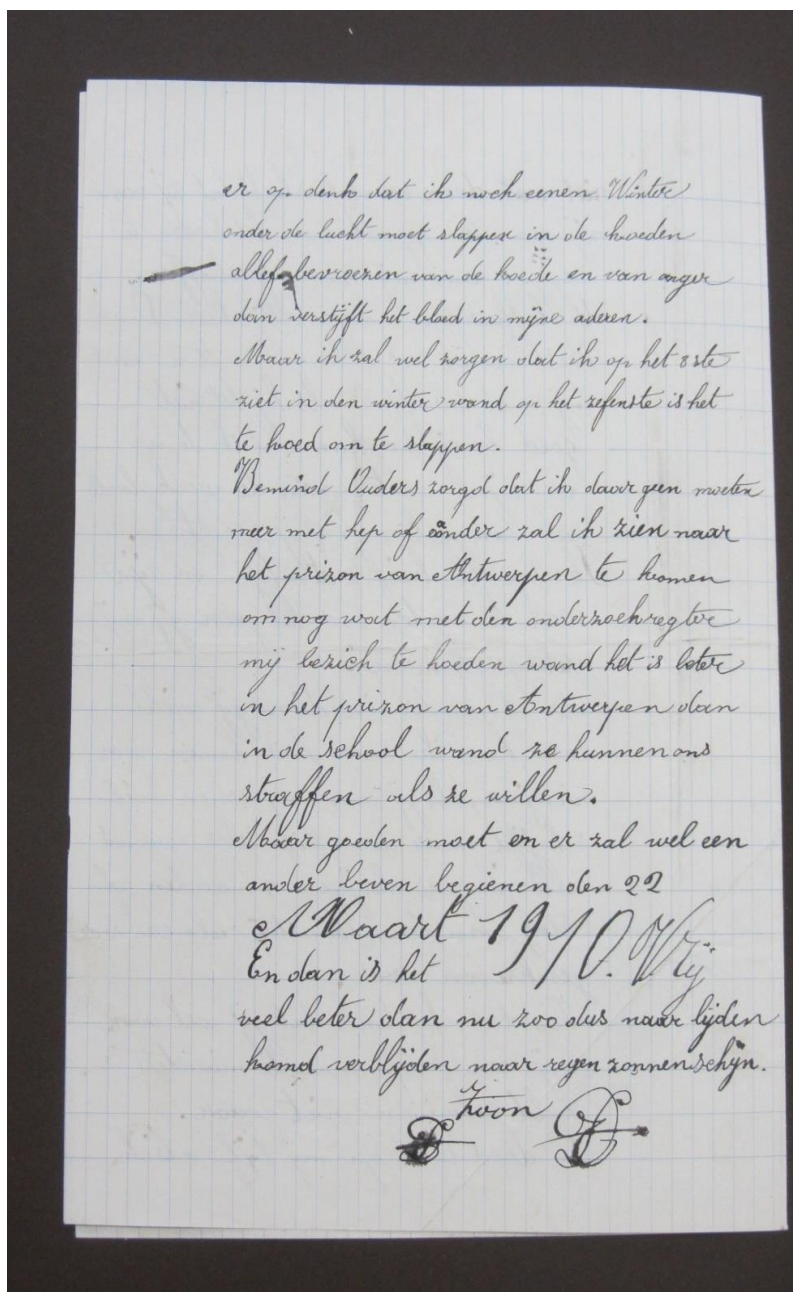 er op denk dat ik noch eenen Winter
onder de lucht moet slappen in de koeden
allef bevroezen van de koede en van onger
dan verstijft het bloed in mijne aderen.
Maar ik zal wel zorgen dat ik op het 8ste
ziet in den winter wand op het zefenste is het
te koed om te slappen.
Bemind Ouders zorgd dat ik daar geen moeten
meer met hep of ander zal ik zien naar
het prizon van Antwerpen te komen
om nog wat met den onderzoekregter
mij bezich te hoeden wand het is beter
in het prizon van Antwerpen dan
in de school wand ze kunnen ons
straffen als ze willen.
Maar goeden moet en er zal wel een
ander leven begienen den 22
Maart 1910. Vrij
En dan is het
veel beter dan nu zoo dus naar lijden
komd verblijden naar regen zonnenschijn.
Zoon